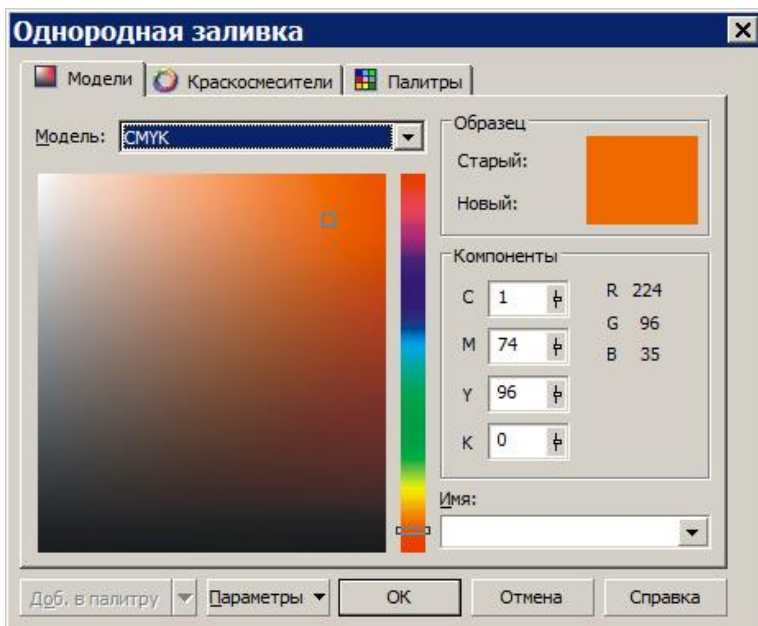 Однородная заливка
Модели Краскосмесители Палитры
Модель: CMYK
Образец
Старый:
Новый:
Компоненты
C 1 R 224
G 96
M 74
B 35
Y 96
K 0
Имя:
Доб. в палитру Параметры OK Отмена Справка